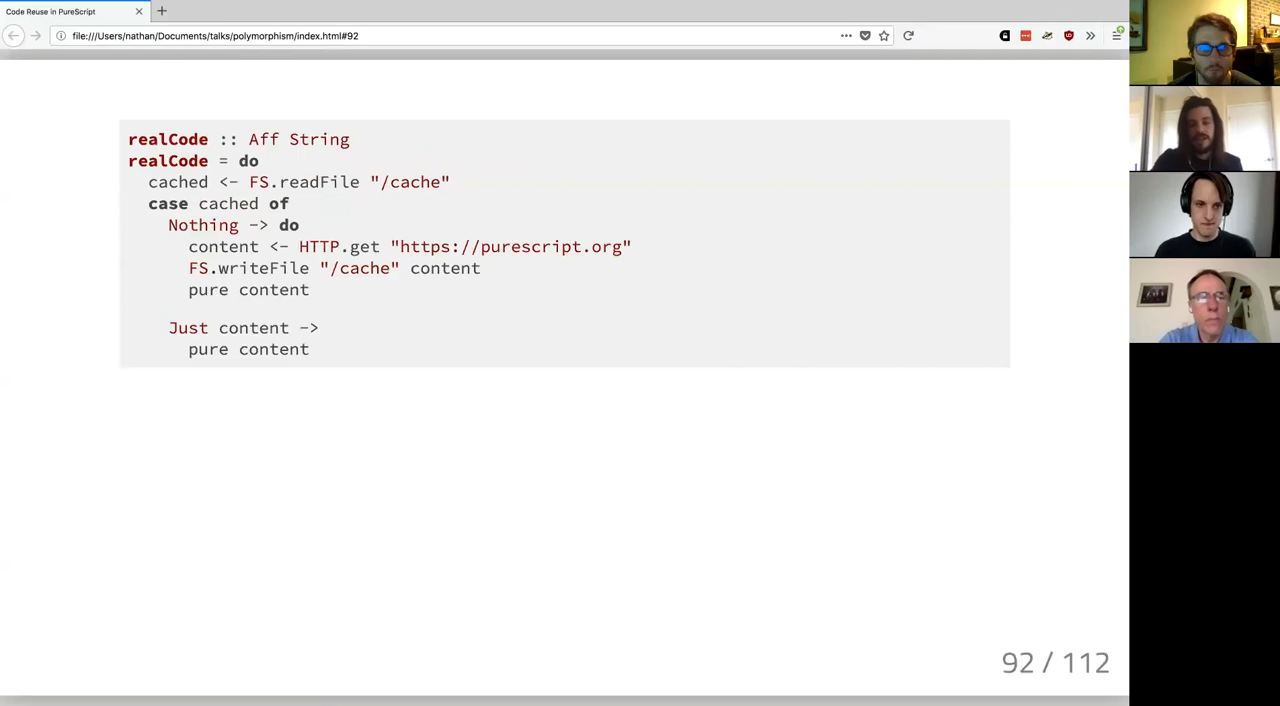 Code Reuse in PureScript
file:///Users/nathan/Documents/talks/polymorphism/index.html#92
realCode :: Aff String
realCode = do
cached <- FS.readFile "/cache"
case cached of
Nothing -> do
content <- HTTP.get "https://purescript.org"
FS.writeFile "/cache" content
pure content
Just content ->
pure content
92 / 112